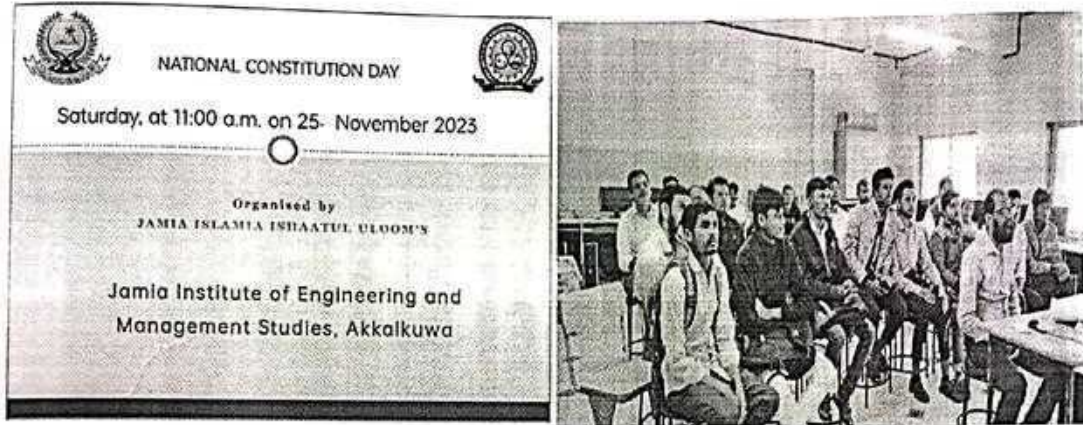 NATIONAL CONSTITUTION DAY
Saturday, at 11:00 a.m. on 25- November 2023
Organised by
JAMIA ISLAMIA ISHAATUL ULOOM'S
Jamia Institute of Engineering and
Management Studies, Akkalkuwa